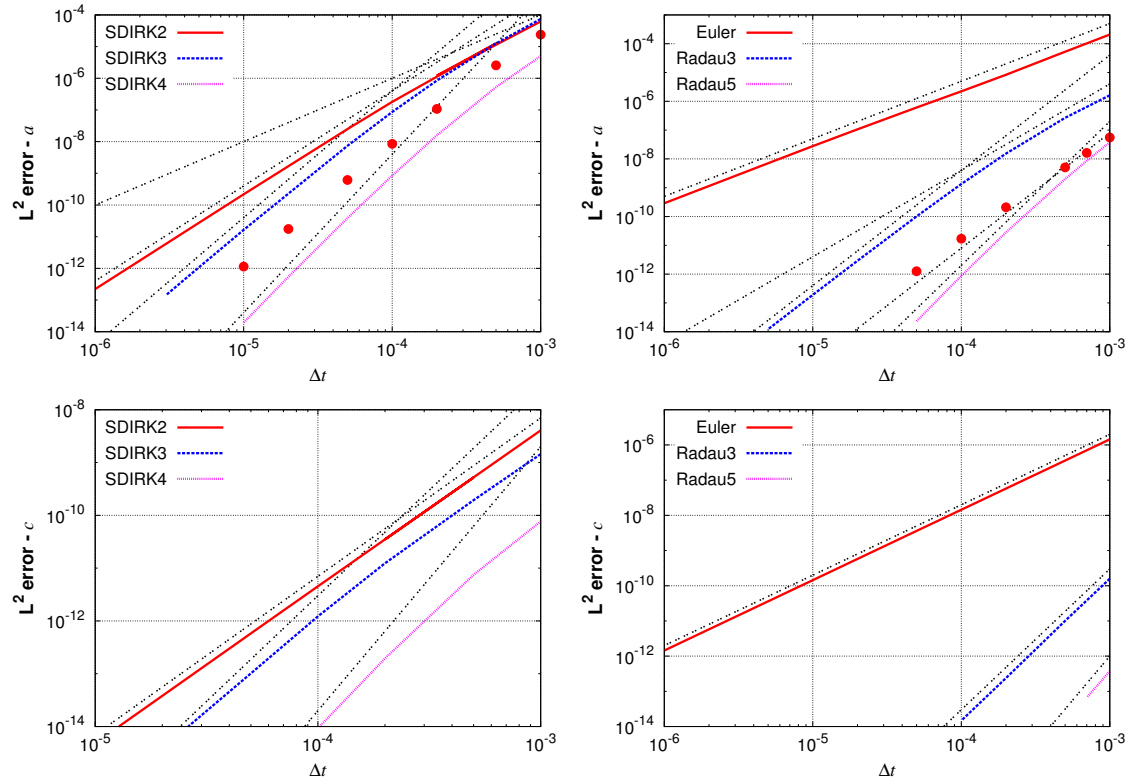 SDIRK2
SDIRK3
SDIRK4
10⁻⁴
10⁻⁶
10⁻⁸
10⁻¹⁰
10⁻¹²
10⁻¹⁴
L² error - a
10⁻⁶
10⁻⁵
10⁻⁴
10⁻³
Δt
Euler
Radau3
Radau5
10⁻⁴
10⁻⁶
10⁻⁸
10⁻¹⁰
10⁻¹²
10⁻¹⁴
L² error - a
10⁻⁶
10⁻⁵
10⁻⁴
10⁻³
Δt
SDIRK2
SDIRK3
SDIRK4
10⁻⁸
10⁻¹⁰
10⁻¹²
10⁻¹⁴
L² error - c
10⁻⁵
10⁻⁴
10⁻³
Δt
Euler
Radau3
Radau5
10⁻⁶
10⁻⁸
10⁻¹⁰
10⁻¹²
10⁻¹⁴
L² error - c
10⁻⁶
10⁻⁵
10⁻⁴
10⁻³
Δt